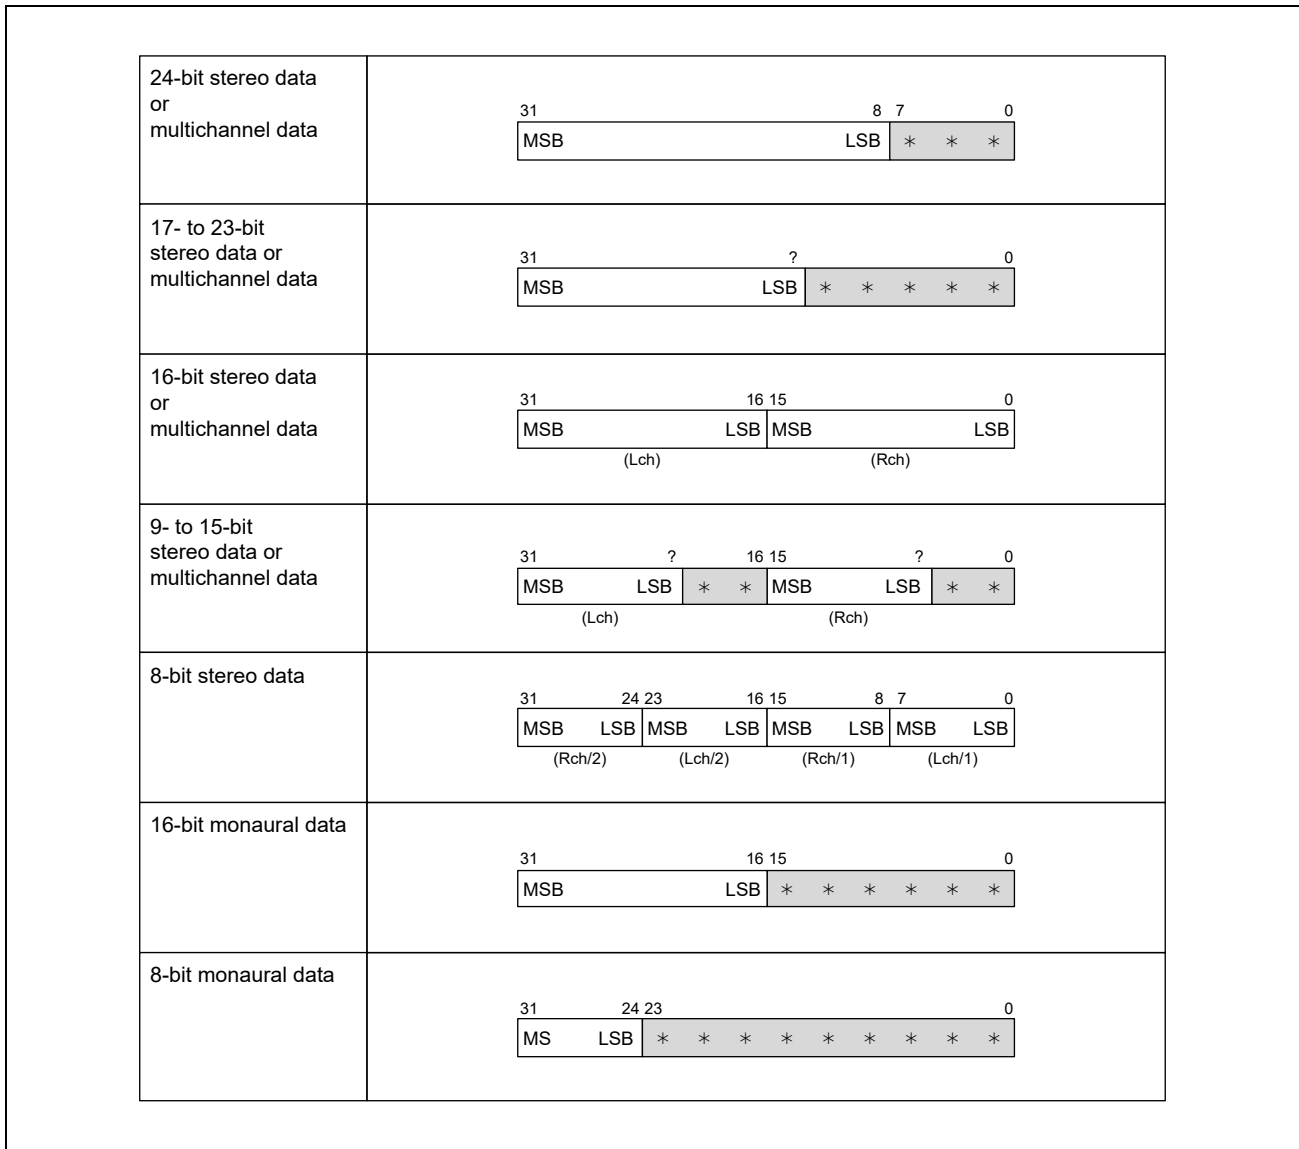 24-bit stereo data
or
multichannel data
31 8 7 0
MSB LSB * * *
17- to 23-bit
stereo data or
multichannel data
31 ? 0
MSB LSB * * * * *
16-bit stereo data
or
multichannel data
31 16 15 0
MSB LSB MSB LSB
(Lch) (Rch)
9- to 15-bit
stereo data or
multichannel data
31 ? 16 15 ? 0
MSB LSB * * MSB LSB * *
(Lch) (Rch)
8-bit stereo data
31 24 23 16 15 8 7 0
MSB LSB MSB LSB MSB LSB MSB LSB
(Rch/2) (Lch/2) (Rch/1) (Lch/1)
16-bit monaural data
31 16 15 0
MSB LSB * * * * * *
8-bit monaural data
31 24 23 0
MS LSB * * * * * * * * *